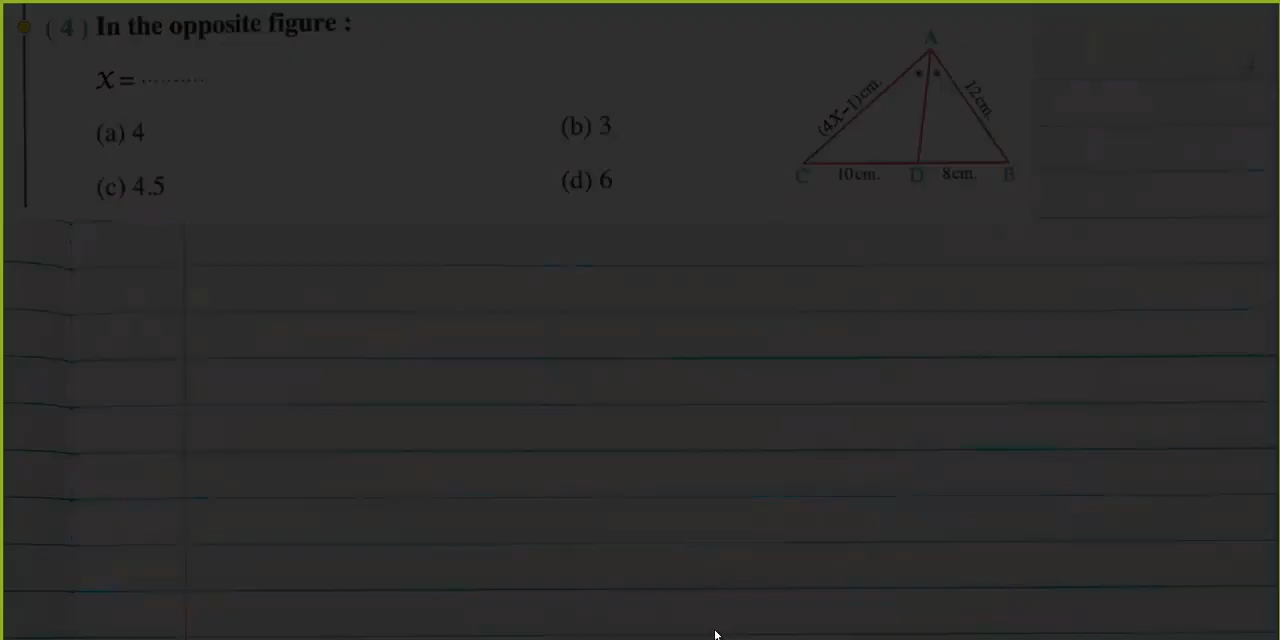 ( 4 ) In the opposite figure :
X = ..........
(a) 4
(b) 3
(c) 4.5
(d) 6
A
(4X-1)cm.
12cm.
C 10cm. D 8cm. B